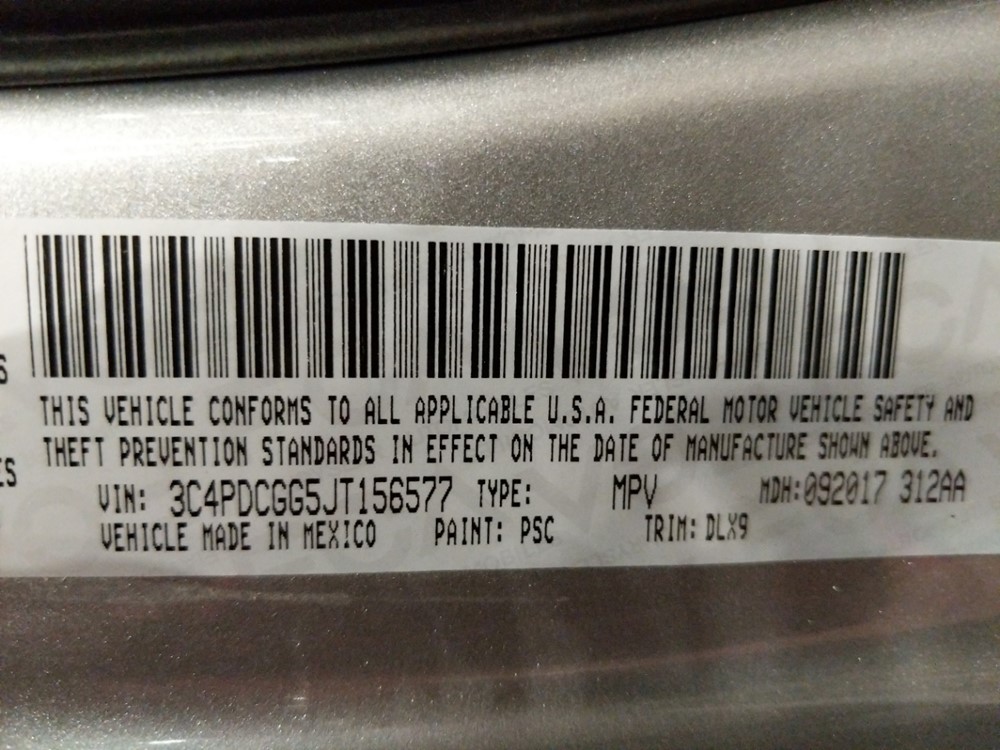 S
THIS VEHICLE CONFORMS TO ALL APPLICABLE U.S.A. FEDERAL MOTOR VEHICLE SAFETY AND
ES
THEFT PREVENTION STANDARDS IN EFFECT ON THE DATE OF MANUFACTURE SHOWN ABOVE.
VIN: 3C4PDCGG5JT156577 TYPE: MPV MDH:092017 312AA
VEHICLE MADE IN MEXICO PAINT: PSC TRIM: DLX9